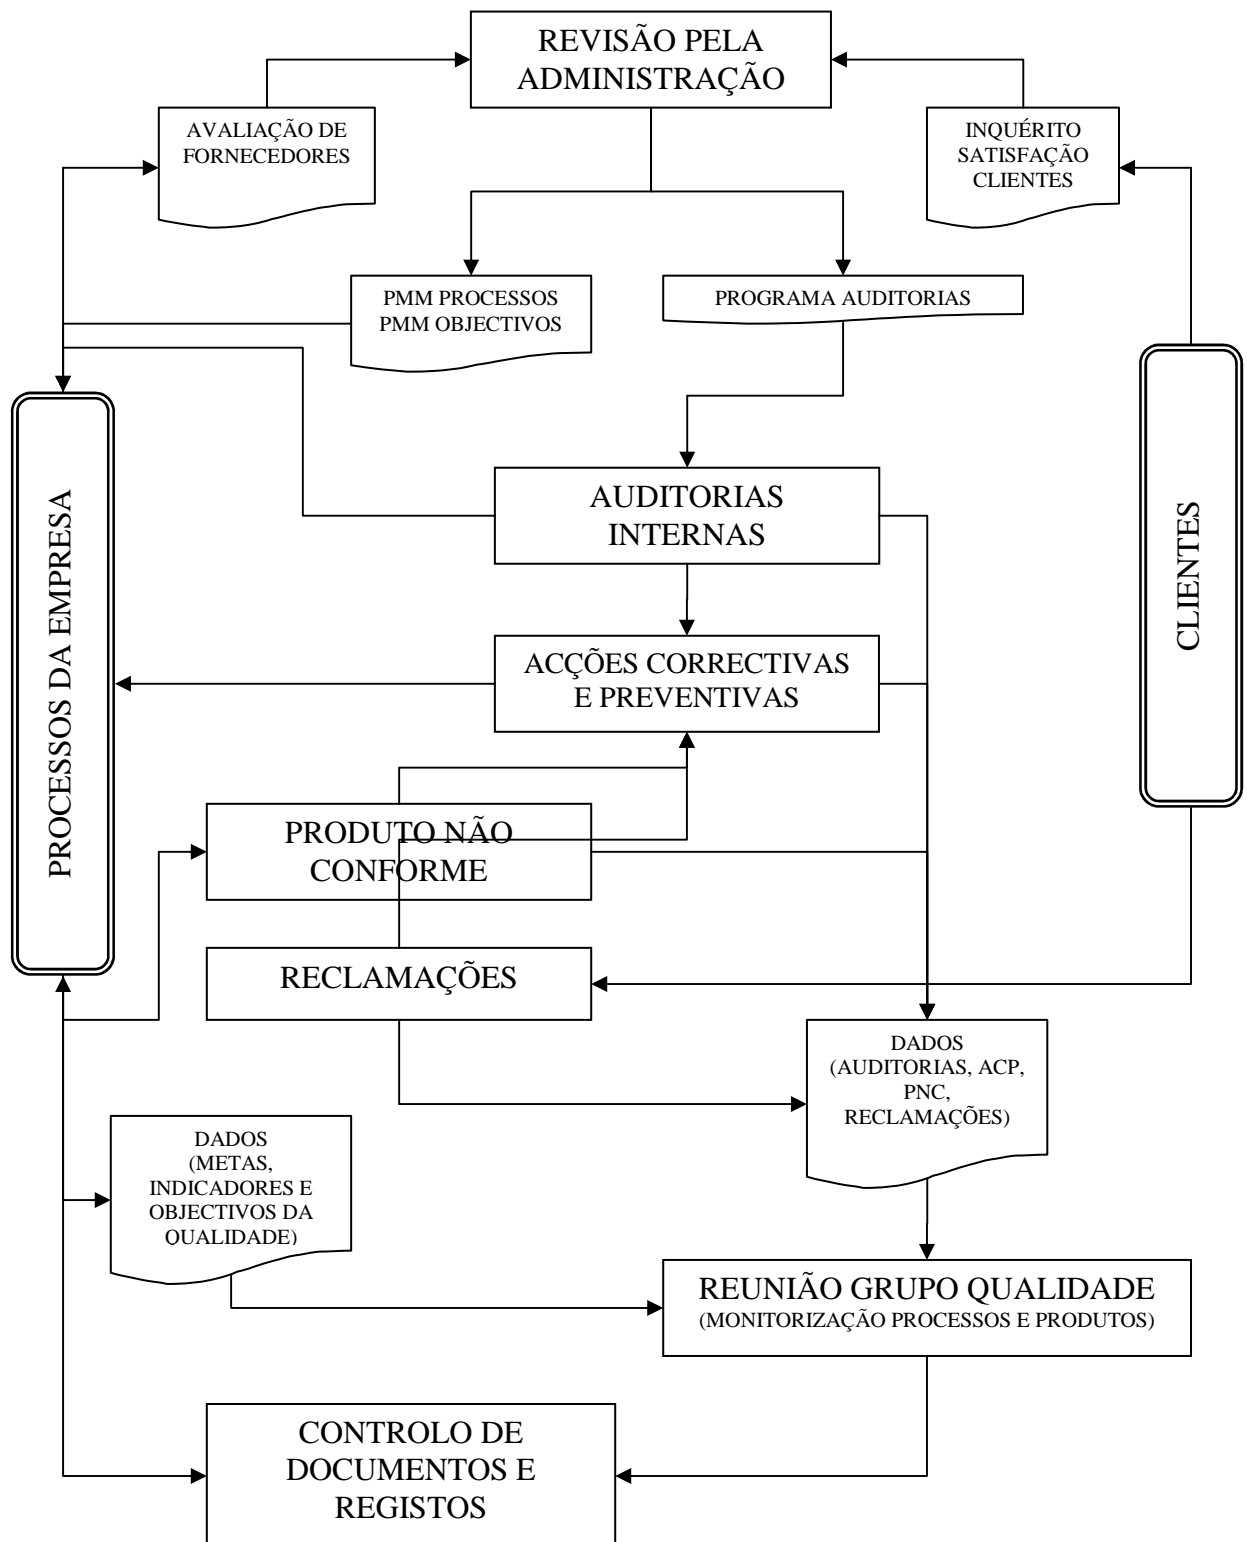 REVISÃO PELA
ADMINISTRAÇÃO
AVALIAÇÃO DE
FORNECEDORES
INQUÉRITO
SATISFAÇÃO
CLIENTES
PMM PROCESSOS
PMM OBJECTIVOS
PROGRAMA AUDITORIAS
PROCESSOS DA EMPRESA
CLIENTES
AUDITORIAS
INTERNAS
ACÇÕES CORRECTIVAS
E PREVENTIVAS
PRODUTO NÃO
CONFORME
RECLAMAÇÕES
DADOS
(AUDITORIAS, ACP,
PNC,
RECLAMAÇÕES)
DADOS
(METAS,
INDICADORES E
OBJECTIVOS DA
QUALIDADE)
REUNIÃO GRUPO QUALIDADE
(MONITORIZAÇÃO PROCESSOS E PRODUTOS)
CONTROLO DE
DOCUMENTOS E
REGISTOS